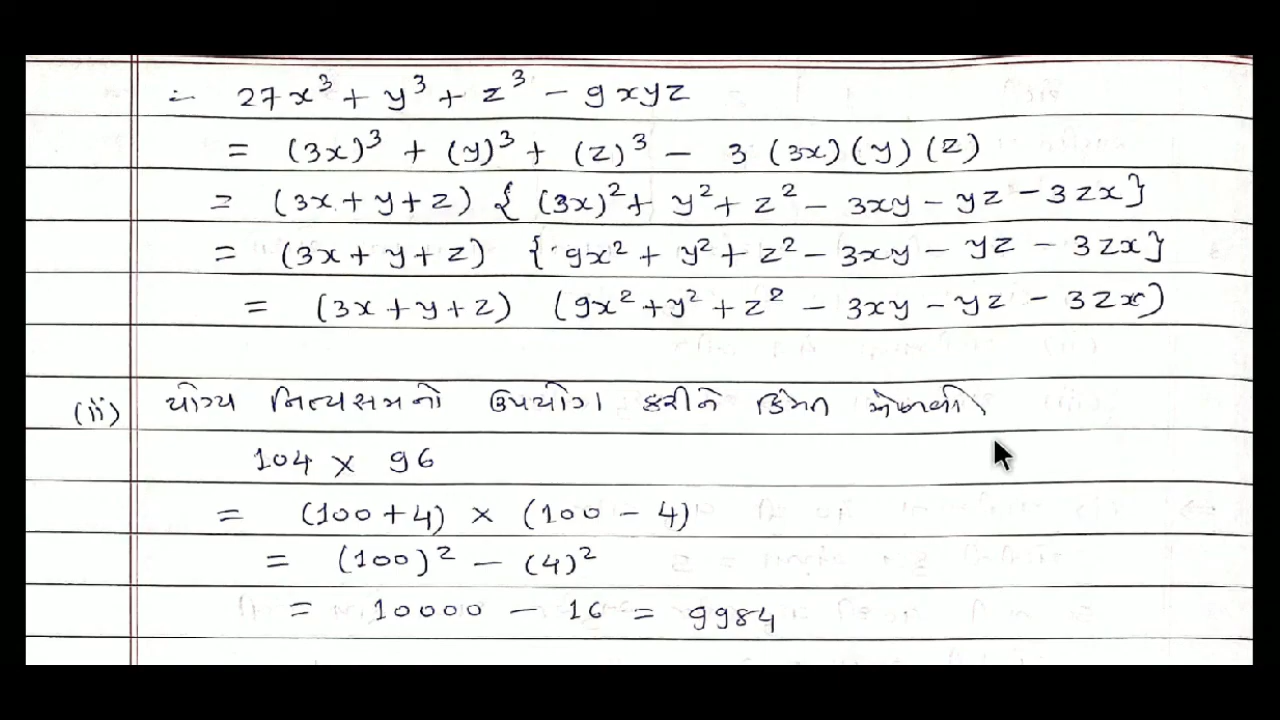 ∴ 27x³ + y³ + z³ - 9xyz
= (3x)³ + (y)³ + (z)³ - 3 (3x)(y)(z)
= (3x + y + z) { (3x)² + y² + z² - 3xy - yz - 3zx}
= (3x + y + z) { 9x² + y² + z² - 3xy - yz - 3zx}
= (3x + y + z) (9x² + y² + z² - 3xy - yz - 3zx)
(ii) યોગ્ય નિત્યસમનો ઉપયોગ કરીને કિંમત મેળવો
104 × 96
= (100 + 4) × (100 - 4)
= (100)² - (4)²
= 10000 - 16 = 9984